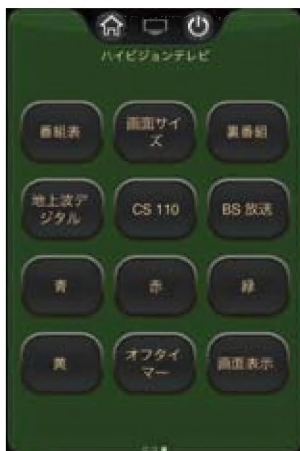 ハイビジョンテレビ
番組表
画面サイ
ズ
裏番組
地上波デ
ジタル
CS 110
BS 放送
青
赤
緑
黄
オフタイ
マー
画面表示